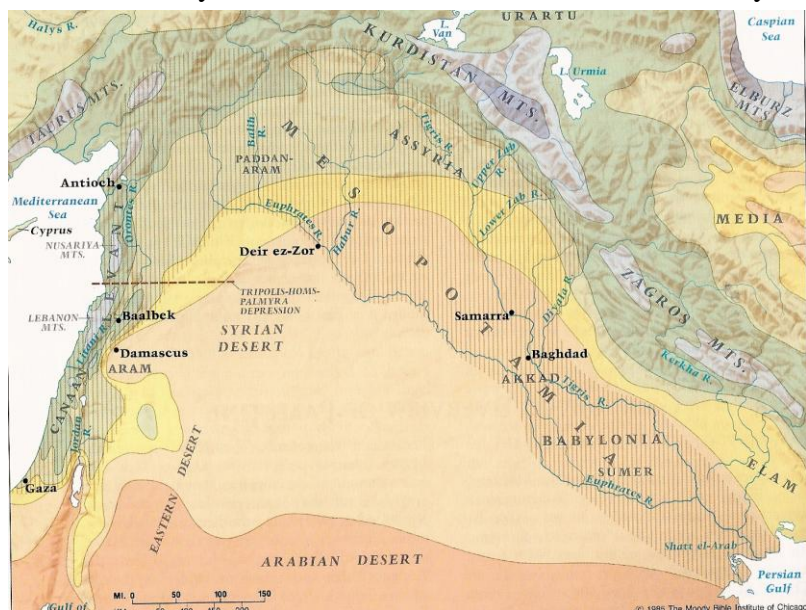 URARTU
Caspian
Sea
Halys R.
L.
Van
KURDISTAN MTS.
L. Urmia
ELBURZ
MTS.
TAURUS MTS.
Balih
R.
MESOPOTAMIA
ASSYRIA
Tigris R.
Upper Zab
R.
PADDAN-
ARAM
Antioch
Orontes R.
Mediterranean
Sea
Cyprus
NUSARIYA
MTS.
LEVANT
Euphrates R.
Habur R.
Lower Zab R.
MEDIA
Deir ez-Zor
TRIPOLIS-HOMS-
PALMYRA
DEPRESSION
Diyala R.
ZAGROS
MTS.
LEBANON
MTS.
Baalbek
Litani R.
SYRIAN
DESERT
Samarra
Damascus
ARAM
Baghdad
AKKAD
Kerkha R.
CANAAN
Jordan
R.
Tigris R.
BABYLONIA
SUMER
ELAM
Gaza
EASTERN DESERT
Euphrates R.
Shatt el-Arab
ARABIAN DESERT
Persian
Gulf
Gulf of
MI. 0 50 100 150
© 1985 The Moody Bible Institute of Chicago